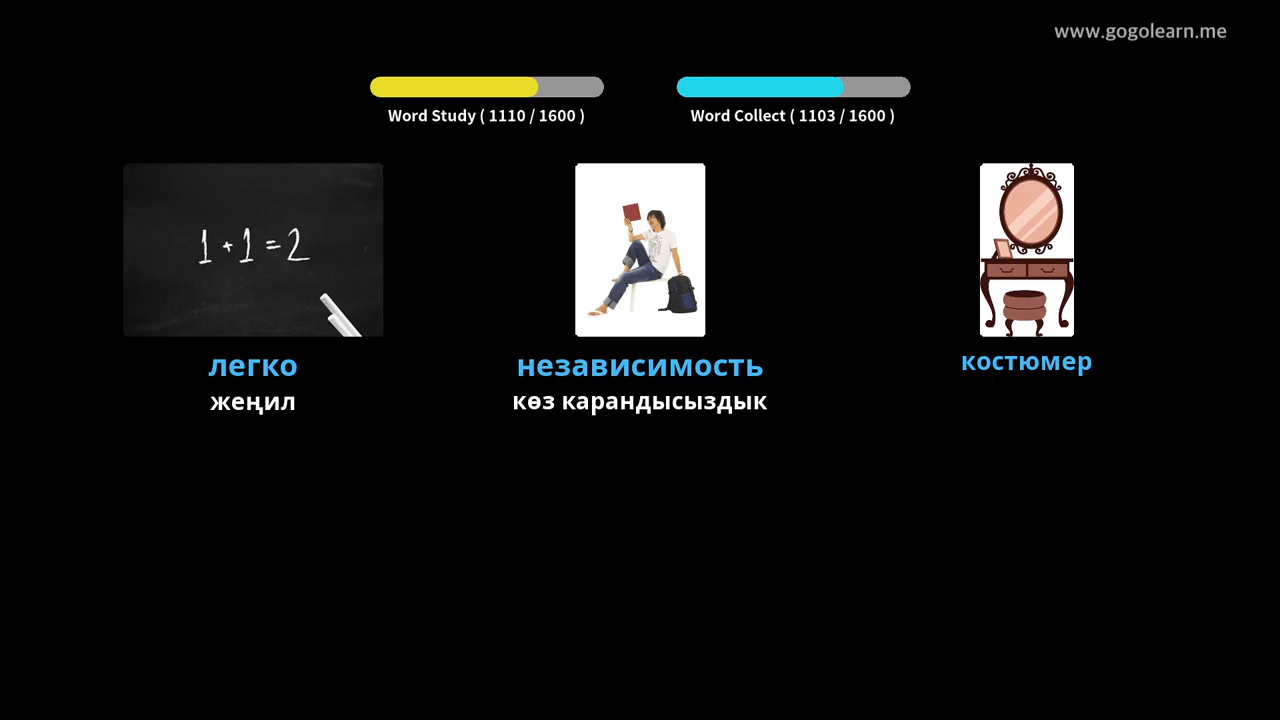 www.gogolearn.me
Word Study ( 1110 / 1600 )
Word Collect ( 1103 / 1600 )
1 + 1 = 2
легко
жеңил
независимость
көз карандысыздык
костюмер